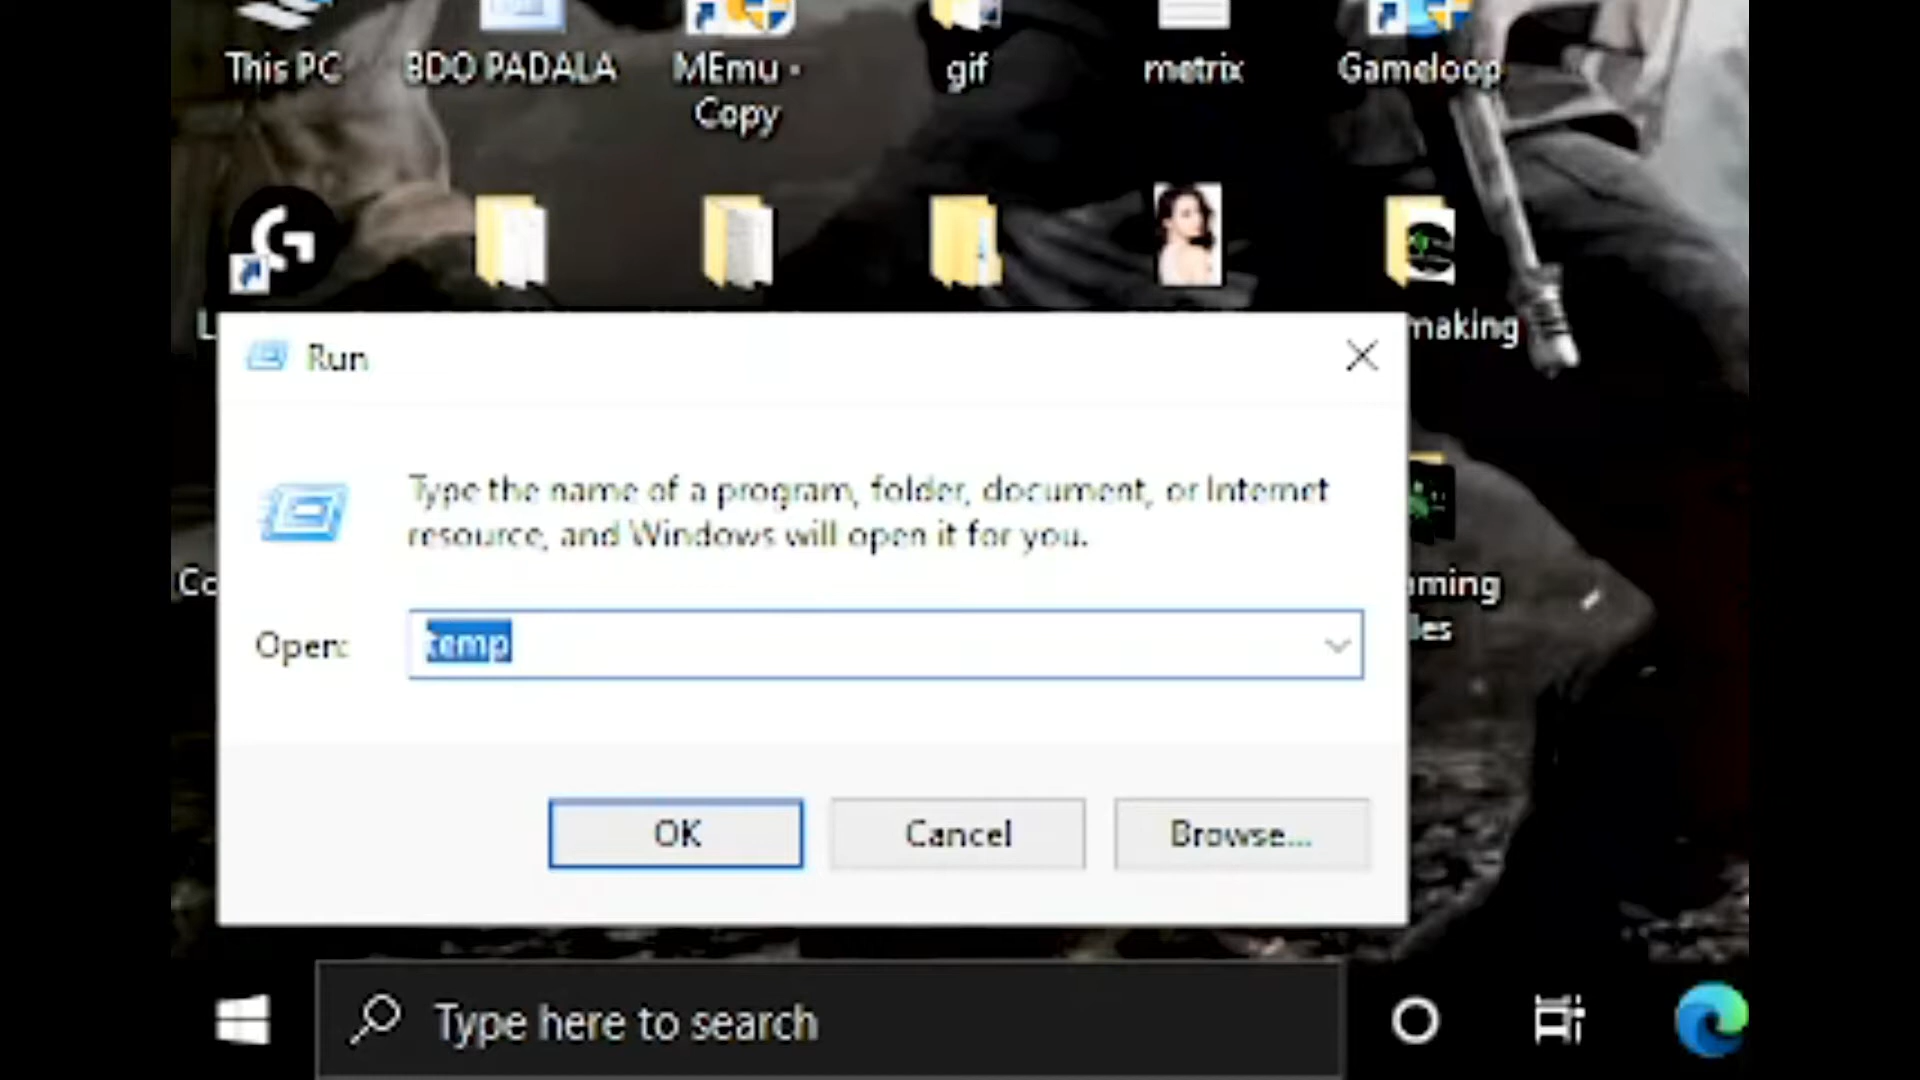 This PC
BDO PADALA
MEmu -
Copy
gif
metrix
Gameloop
making
Run
Type the name of a program, folder, document, or Internet
resource, and Windows will open it for you.
Open:
temp
OK
Cancel
Browse...
Type here to search